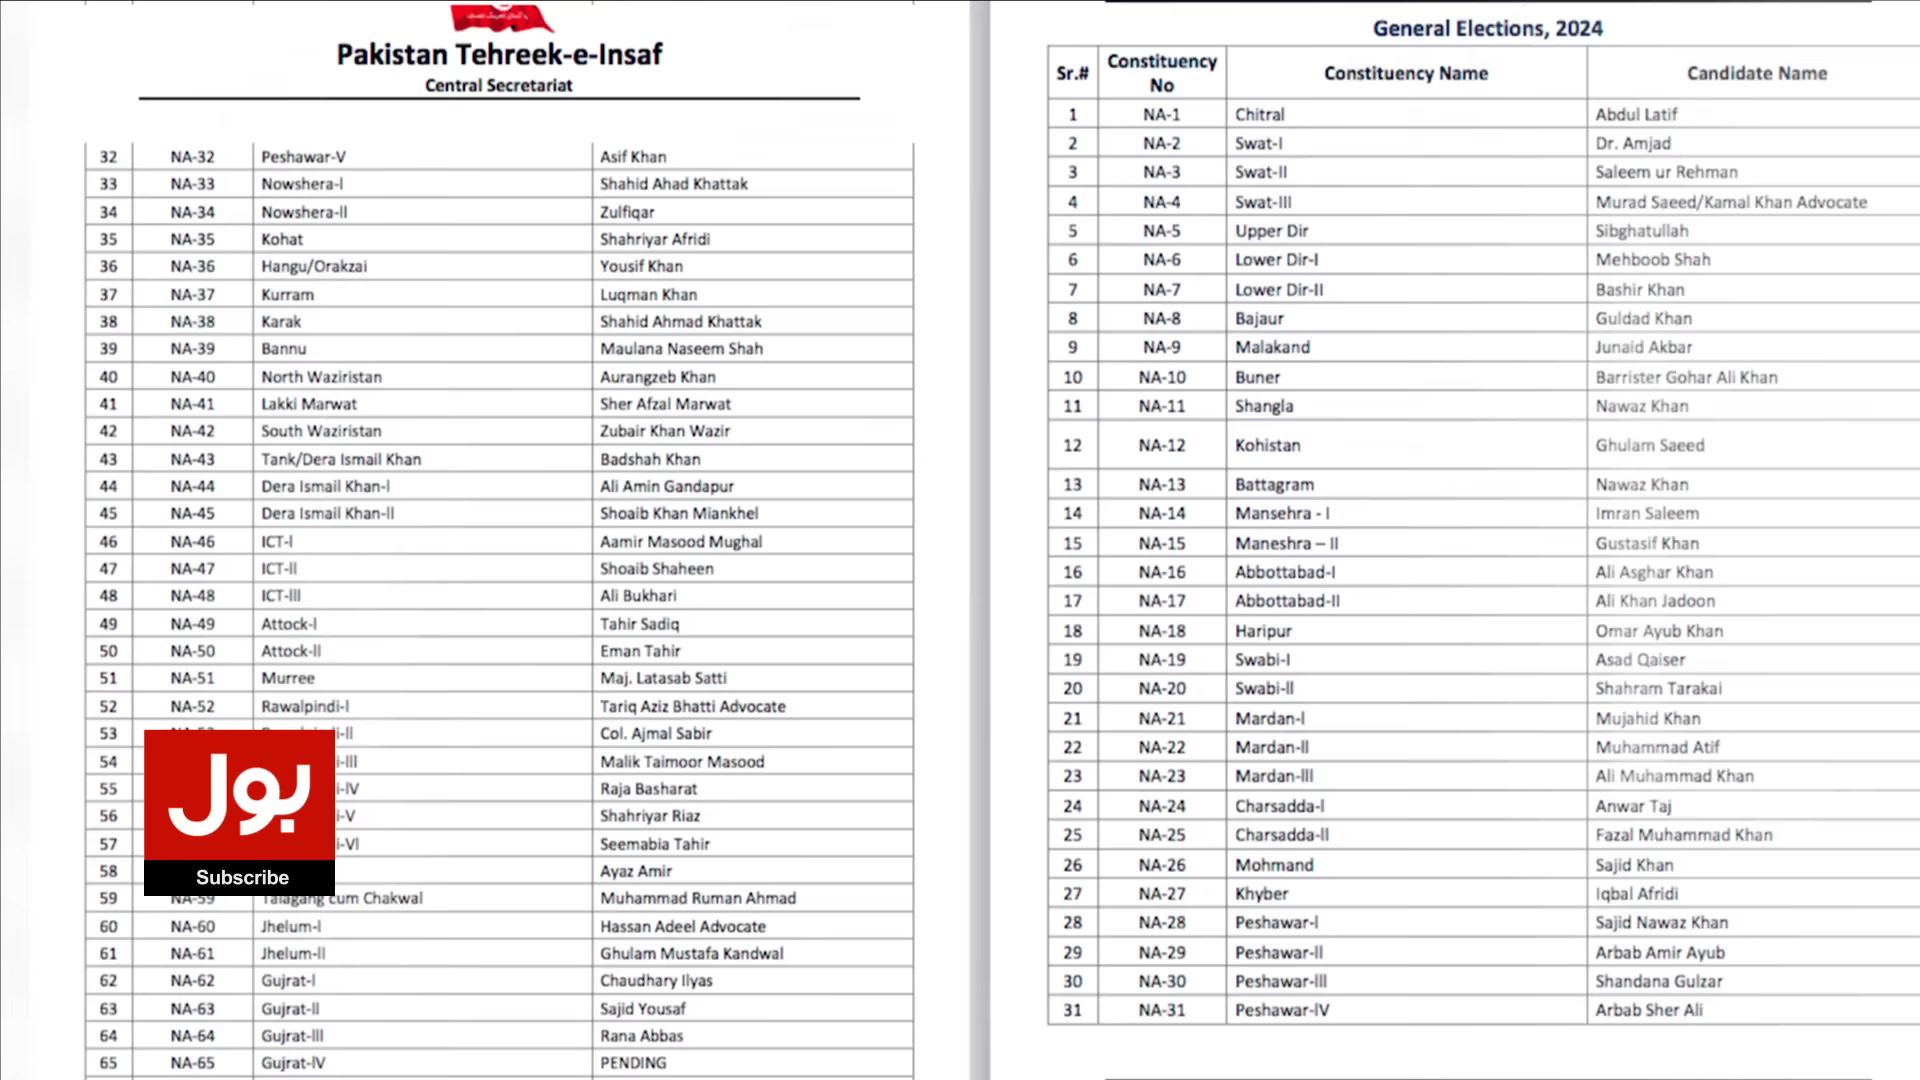 Pakistan Tehreek-e-Insaf
Central Secretariat
32 NA-32 Peshawar-V Asif Khan
33 NA-33 Nowshera-I Shahid Ahad Khattak
34 NA-34 Nowshera-II Zulfiqar
35 NA-35 Kohat Shahriyar Afridi
36 NA-36 Hangu/Orakzai Yousif Khan
37 NA-37 Kurram Luqman Khan
38 NA-38 Karak Shahid Ahmad Khattak
39 NA-39 Bannu Maulana Naseem Shah
40 NA-40 North Waziristan Aurangzeb Khan
41 NA-41 Lakki Marwat Sher Afzal Marwat
42 NA-42 South Waziristan Zubair Khan Wazir
43 NA-43 Tank/Dera Ismail Khan Badshah Khan
44 NA-44 Dera Ismail Khan-I Ali Amin Gandapur
45 NA-45 Dera Ismail Khan-II Shoaib Khan Miankhel
46 NA-46 ICT-I Aamir Masood Mughal
47 NA-47 ICT-II Shoaib Shaheen
48 NA-48 ICT-III Ali Bukhari
49 NA-49 Attock-I Tahir Sadiq
50 NA-50 Attock-II Eman Tahir
51 NA-51 Murree Maj. Latasab Satti
52 NA-52 Rawalpindi-I Tariq Aziz Bhatti Advocate
53 i-II Col. Ajmal Sabir
54 i-III Malik Taimoor Masood
55 i-IV Raja Basharat
56 i-V Shahriyar Riaz
57 i-VI Seemabia Tahir
58 Ayaz Amir
59 NA-59 Talagang cum Chakwal Muhammad Ruman Ahmad
60 NA-60 Jhelum-I Hassan Adeel Advocate
61 NA-61 Jhelum-II Ghulam Mustafa Kandwal
62 NA-62 Gujrat-I Chaudhary Ilyas
63 NA-63 Gujrat-II Sajid Yousaf
64 NA-64 Gujrat-III Rana Abbas
65 NA-65 Gujrat-IV PENDING
بول
Subscribe
General Elections, 2024
Sr.# Constituency No Constituency Name Candidate Name
1 NA-1 Chitral Abdul Latif
2 NA-2 Swat-I Dr. Amjad
3 NA-3 Swat-II Saleem ur Rehman
4 NA-4 Swat-III Murad Saeed/Kamal Khan Advocate
5 NA-5 Upper Dir Sibghatullah
6 NA-6 Lower Dir-I Mehboob Shah
7 NA-7 Lower Dir-II Bashir Khan
8 NA-8 Bajaur Guldad Khan
9 NA-9 Malakand Junaid Akbar
10 NA-10 Buner Barrister Gohar Ali Khan
11 NA-11 Shangla Nawaz Khan
12 NA-12 Kohistan Ghulam Saeed
13 NA-13 Battagram Nawaz Khan
14 NA-14 Mansehra - I Imran Saleem
15 NA-15 Maneshra – II Gustasif Khan
16 NA-16 Abbottabad-I Ali Asghar Khan
17 NA-17 Abbottabad-II Ali Khan Jadoon
18 NA-18 Haripur Omar Ayub Khan
19 NA-19 Swabi-I Asad Qaiser
20 NA-20 Swabi-II Shahram Tarakai
21 NA-21 Mardan-I Mujahid Khan
22 NA-22 Mardan-II Muhammad Atif
23 NA-23 Mardan-III Ali Muhammad Khan
24 NA-24 Charsadda-I Anwar Taj
25 NA-25 Charsadda-II Fazal Muhammad Khan
26 NA-26 Mohmand Sajid Khan
27 NA-27 Khyber Iqbal Afridi
28 NA-28 Peshawar-I Sajid Nawaz Khan
29 NA-29 Peshawar-II Arbab Amir Ayub
30 NA-30 Peshawar-III Shandana Gulzar
31 NA-31 Peshawar-IV Arbab Sher Ali